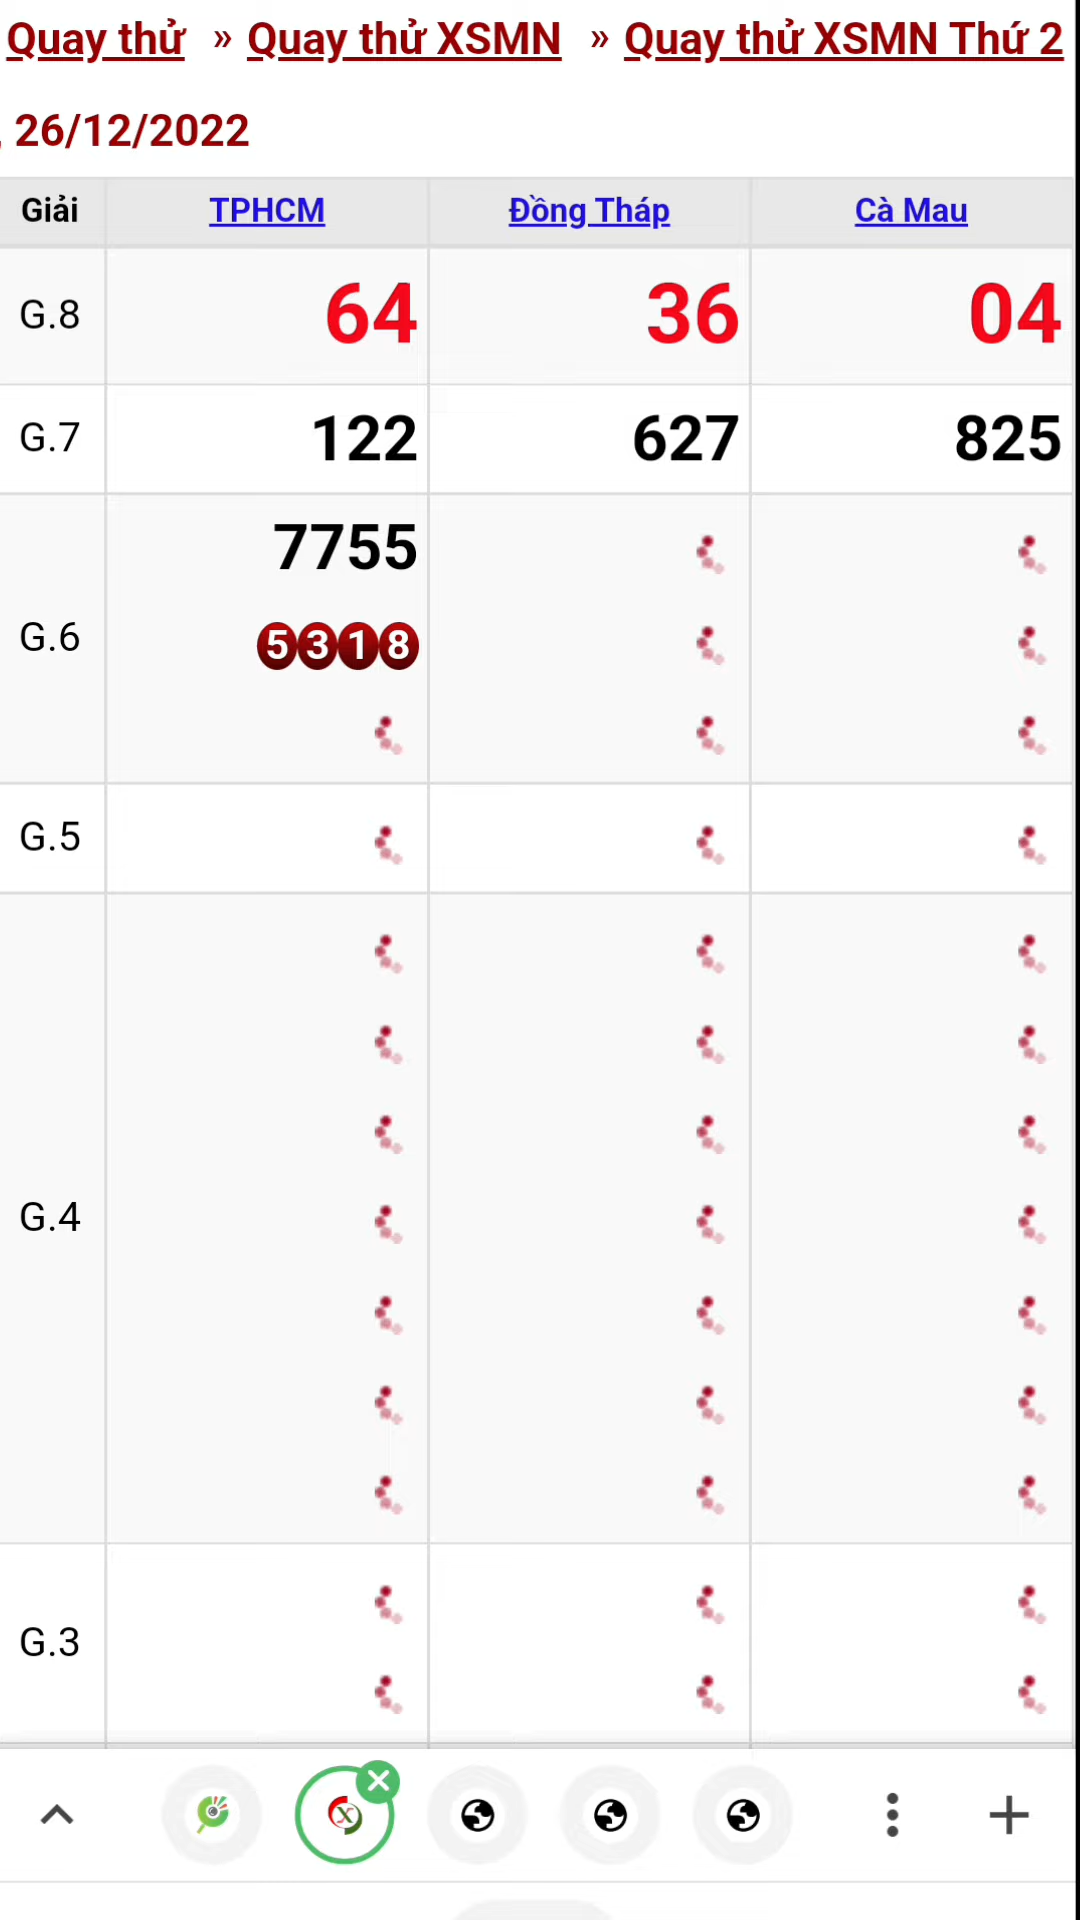 Quay thử » Quay thử XSMN » Quay thử XSMN Thứ 2
, 26/12/2022
Giải TPHCM Đồng Tháp Cà Mau
G.8 64 36 04
G.7 122 627 825
7755
G.6
5318
G.5
G.4
G.3